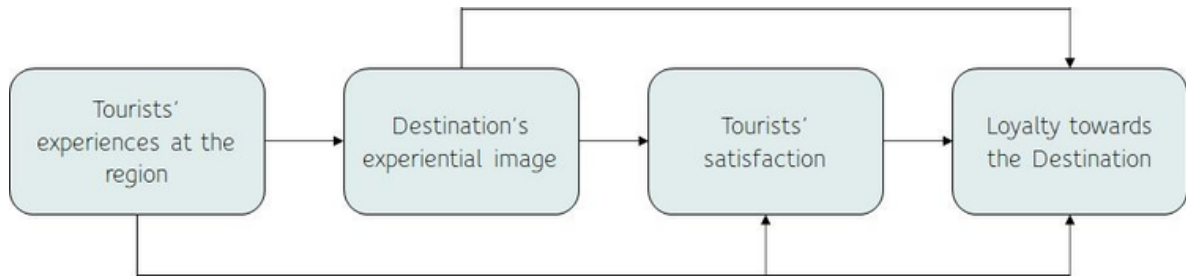 Tourists'
experiences at the
region
Destination's
experiential image
Tourists'
satisfaction
Loyalty towards
the Destination